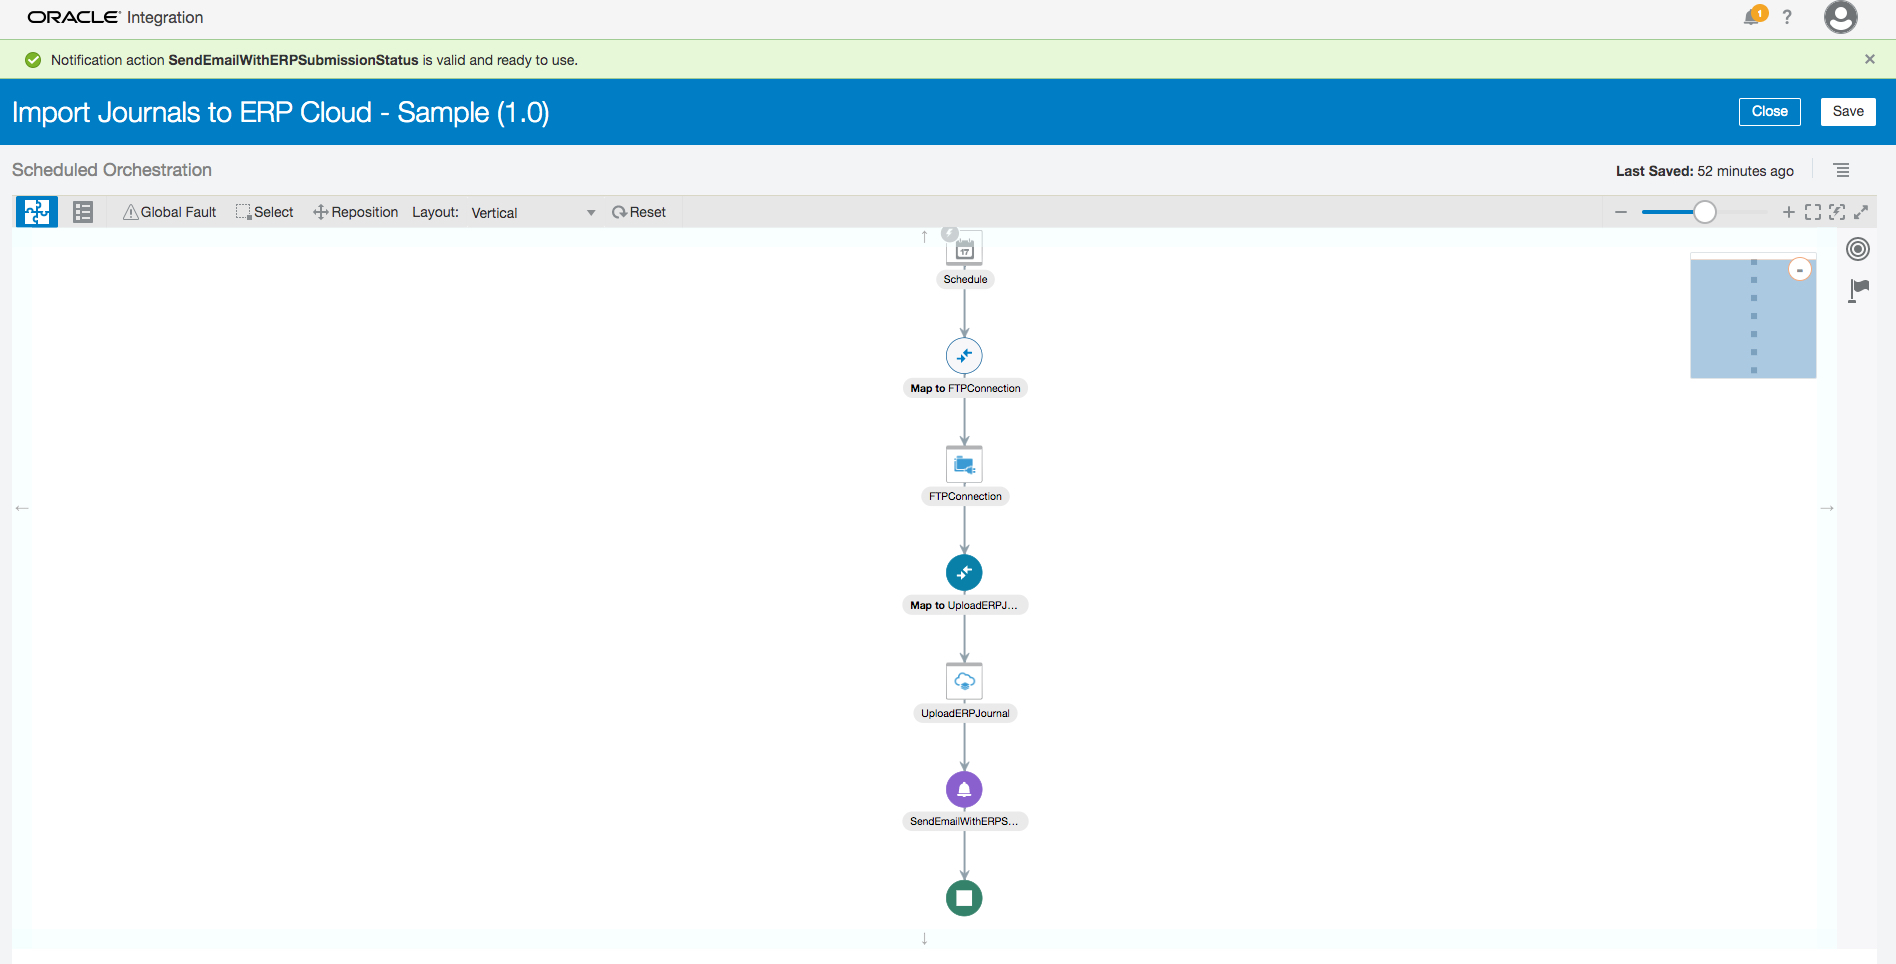 ORACLE Integration
1
?
Notification action SendEmailWithERPSubmissionStatus is valid and ready to use.
Import Journals to ERP Cloud - Sample (1.0)
Close
Save
Scheduled Orchestration
Last Saved: 52 minutes ago
Global Fault
Select
Reposition
Layout: Vertical
Reset
17
Schedule
Map to FTPConnection
FTPConnection
Map to UploadERPJ...
UploadERPJournal
SendEmailWithERPS...